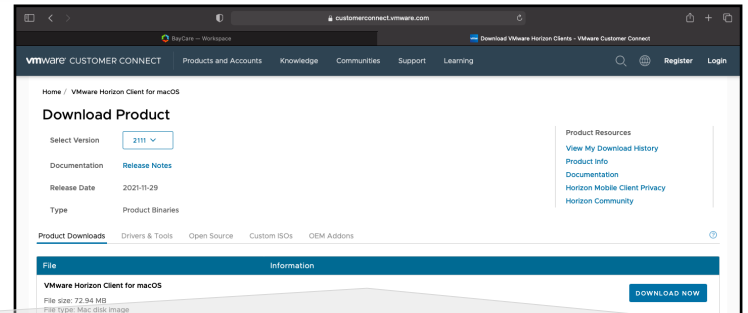 customerconnect.vmware.com
BayCare — Workspace
Download VMware Horizon Clients - VMware Customer Connect
vmware® CUSTOMER CONNECT Products and Accounts Knowledge Communities Support Learning Register Login
Home / VMware Horizon Client for macOS
Download Product
Select Version 2111
Documentation Release Notes
Release Date 2021-11-29
Type Product Binaries
Product Resources
View My Download History
Product Info
Documentation
Horizon Mobile Client Privacy
Horizon Community
Product Downloads Drivers & Tools Open Source Custom ISOs OEM Addons
File Information
VMware Horizon Client for macOS
File size: 72.94 MB
File type: Mac disk image
DOWNLOAD NOW